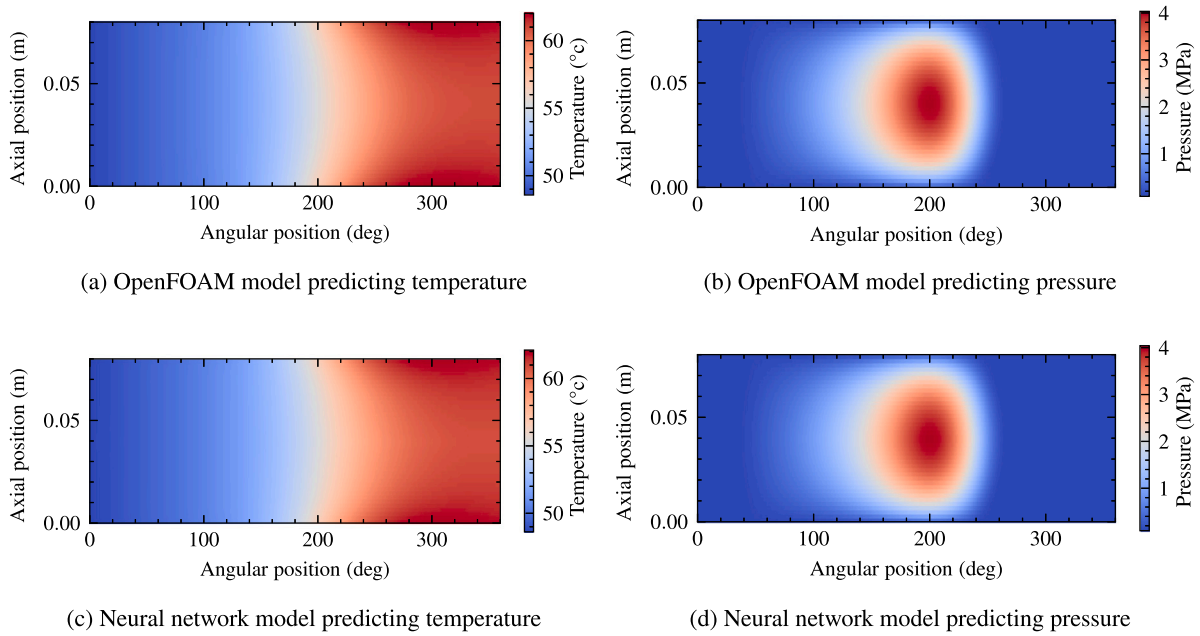 Axial position (m)
0.05
0.00
0
100
200
300
Angular position (deg)
60
55
50
Temperature (°c)
(a) OpenFOAM model predicting temperature
Axial position (m)
0.05
0.00
0
100
200
300
Angular position (deg)
4
3
2
1
Pressure (MPa)
(b) OpenFOAM model predicting pressure
Axial position (m)
0.05
0.00
0
100
200
300
Angular position (deg)
60
55
50
Temperature (°c)
(c) Neural network model predicting temperature
Axial position (m)
0.05
0.00
0
100
200
300
Angular position (deg)
4
3
2
1
Pressure (MPa)
(d) Neural network model predicting pressure